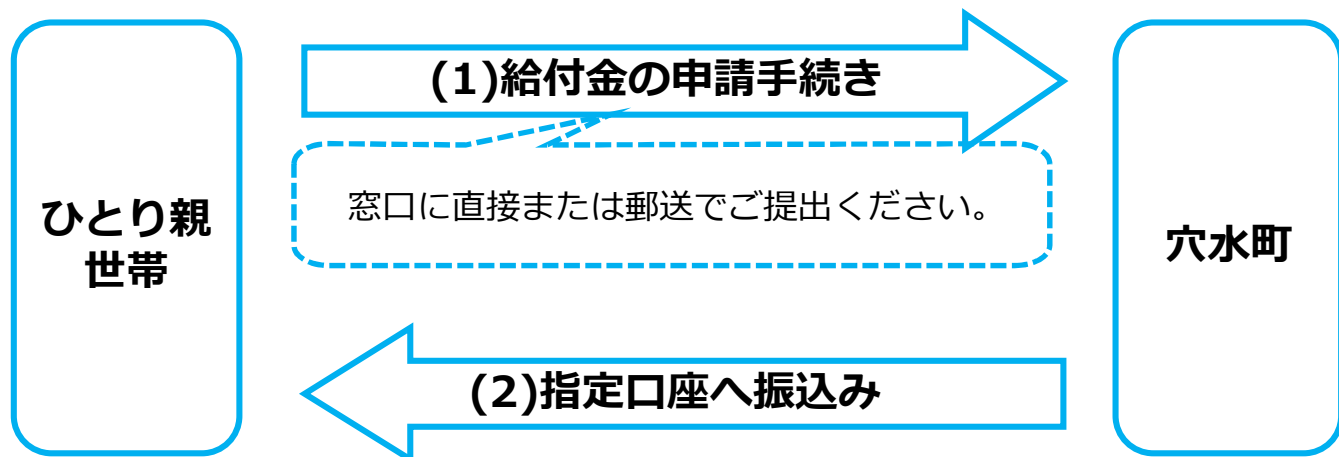 ひとり親
世帯
(1)給付金の申請手続き
窓口に直接または郵送でご提出ください。
(2)指定口座へ振込み
穴水町